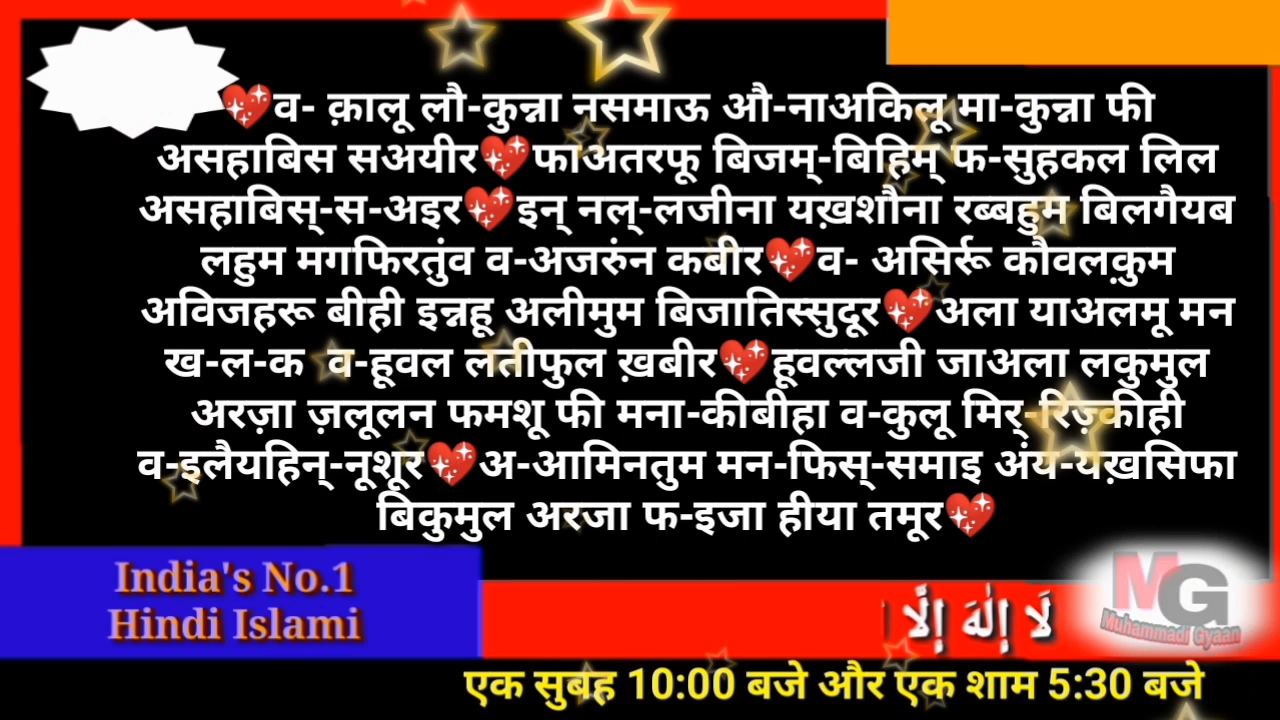 💖व- क़ालू लौ-कुन्ना नसमाऊ औ-नाअकिलू मा-कुन्ना फी
असहाबिस सअयीर💖फाअतरफू बिजम्-बिहिम् फ-सुहकल लिल
असहाबिस्-स-अइर💖इन् नल्-लजीना यख़शौना रब्बहुम बिलगैयब
लहुम मगफिरतुंव व-अजरुंन कबीर💖व- असिर्रू कौवलक़ुम
अविजहरू बीही इन्नहू अलीमुम बिजातिस्सुदूर💖अला याअलमू मन
ख-ल-क व-हूवल लतीफुल ख़बीर💖हूवल्लजी जाअला लकुमुल
अरज़ा ज़लूलन फमशू फी मना-कीबीहा व-कुलू मिर्-रिज़्कीही
व-इलैयहिन्-नूशूर💖अ-आमिनतुम मन-फिस्-समाइ अंय-यख़सिफा
बिकुमुल अरजा फ-इजा हीया तमूर💖
India's No.1
Hindi Islami
لَا إِلٰهَ إِلَّا
MG
Muhammadi Gyaan
एक सुबह 10:00 बजे और एक शाम 5:30 बजे